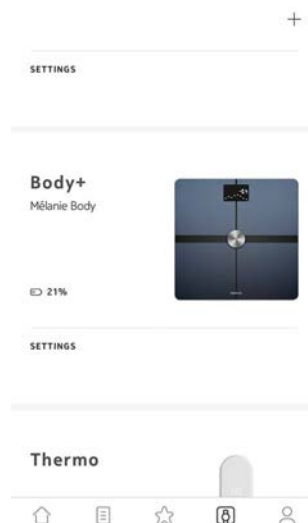 SETTINGS
Body+
Mélanie Body
21%
SETTINGS
Thermo